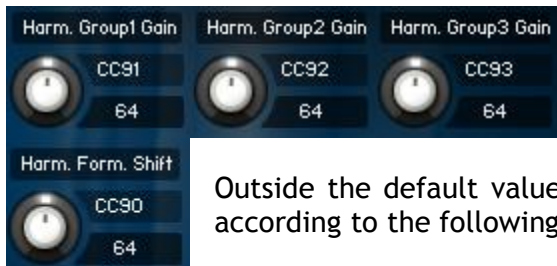 Harm. Group1 Gain
CC91
64
Harm. Group2 Gain
CC92
64
Harm. Group3 Gain
CC93
64
Harm. Form. Shift
CC90
64
Outside the default value
according to the following